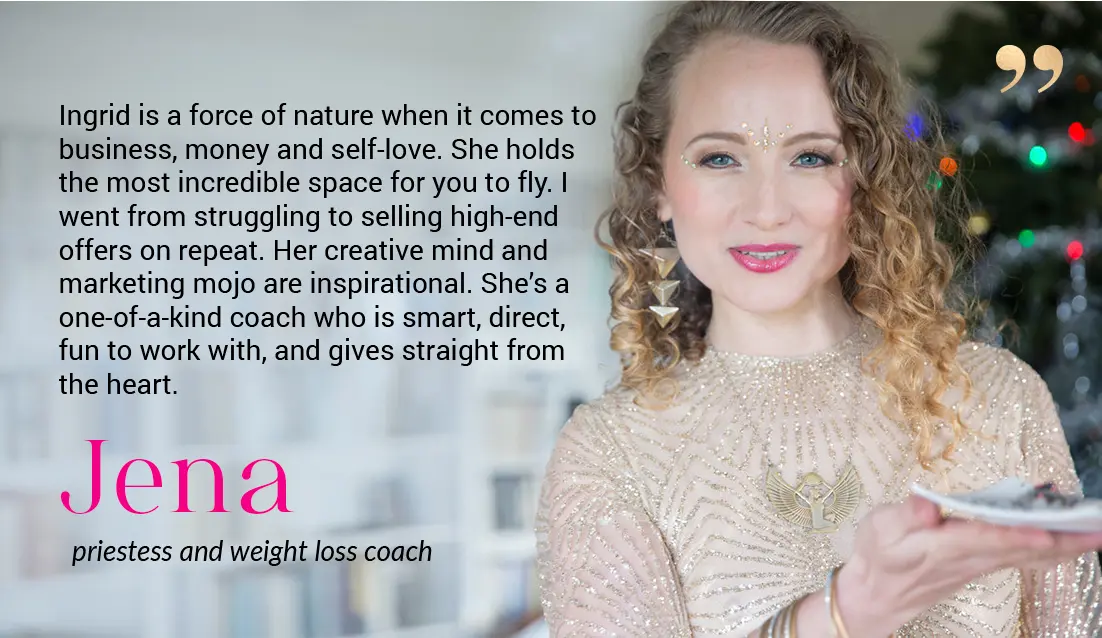 ”
Ingrid is a force of nature when it comes to
business, money and self-love. She holds
the most incredible space for you to fly. I
went from struggling to selling high-end
offers on repeat. Her creative mind and
marketing mojo are inspirational. She’s a
one-of-a-kind coach who is smart, direct,
fun to work with, and gives straight from
the heart.
Jena
priestess and weight loss coach